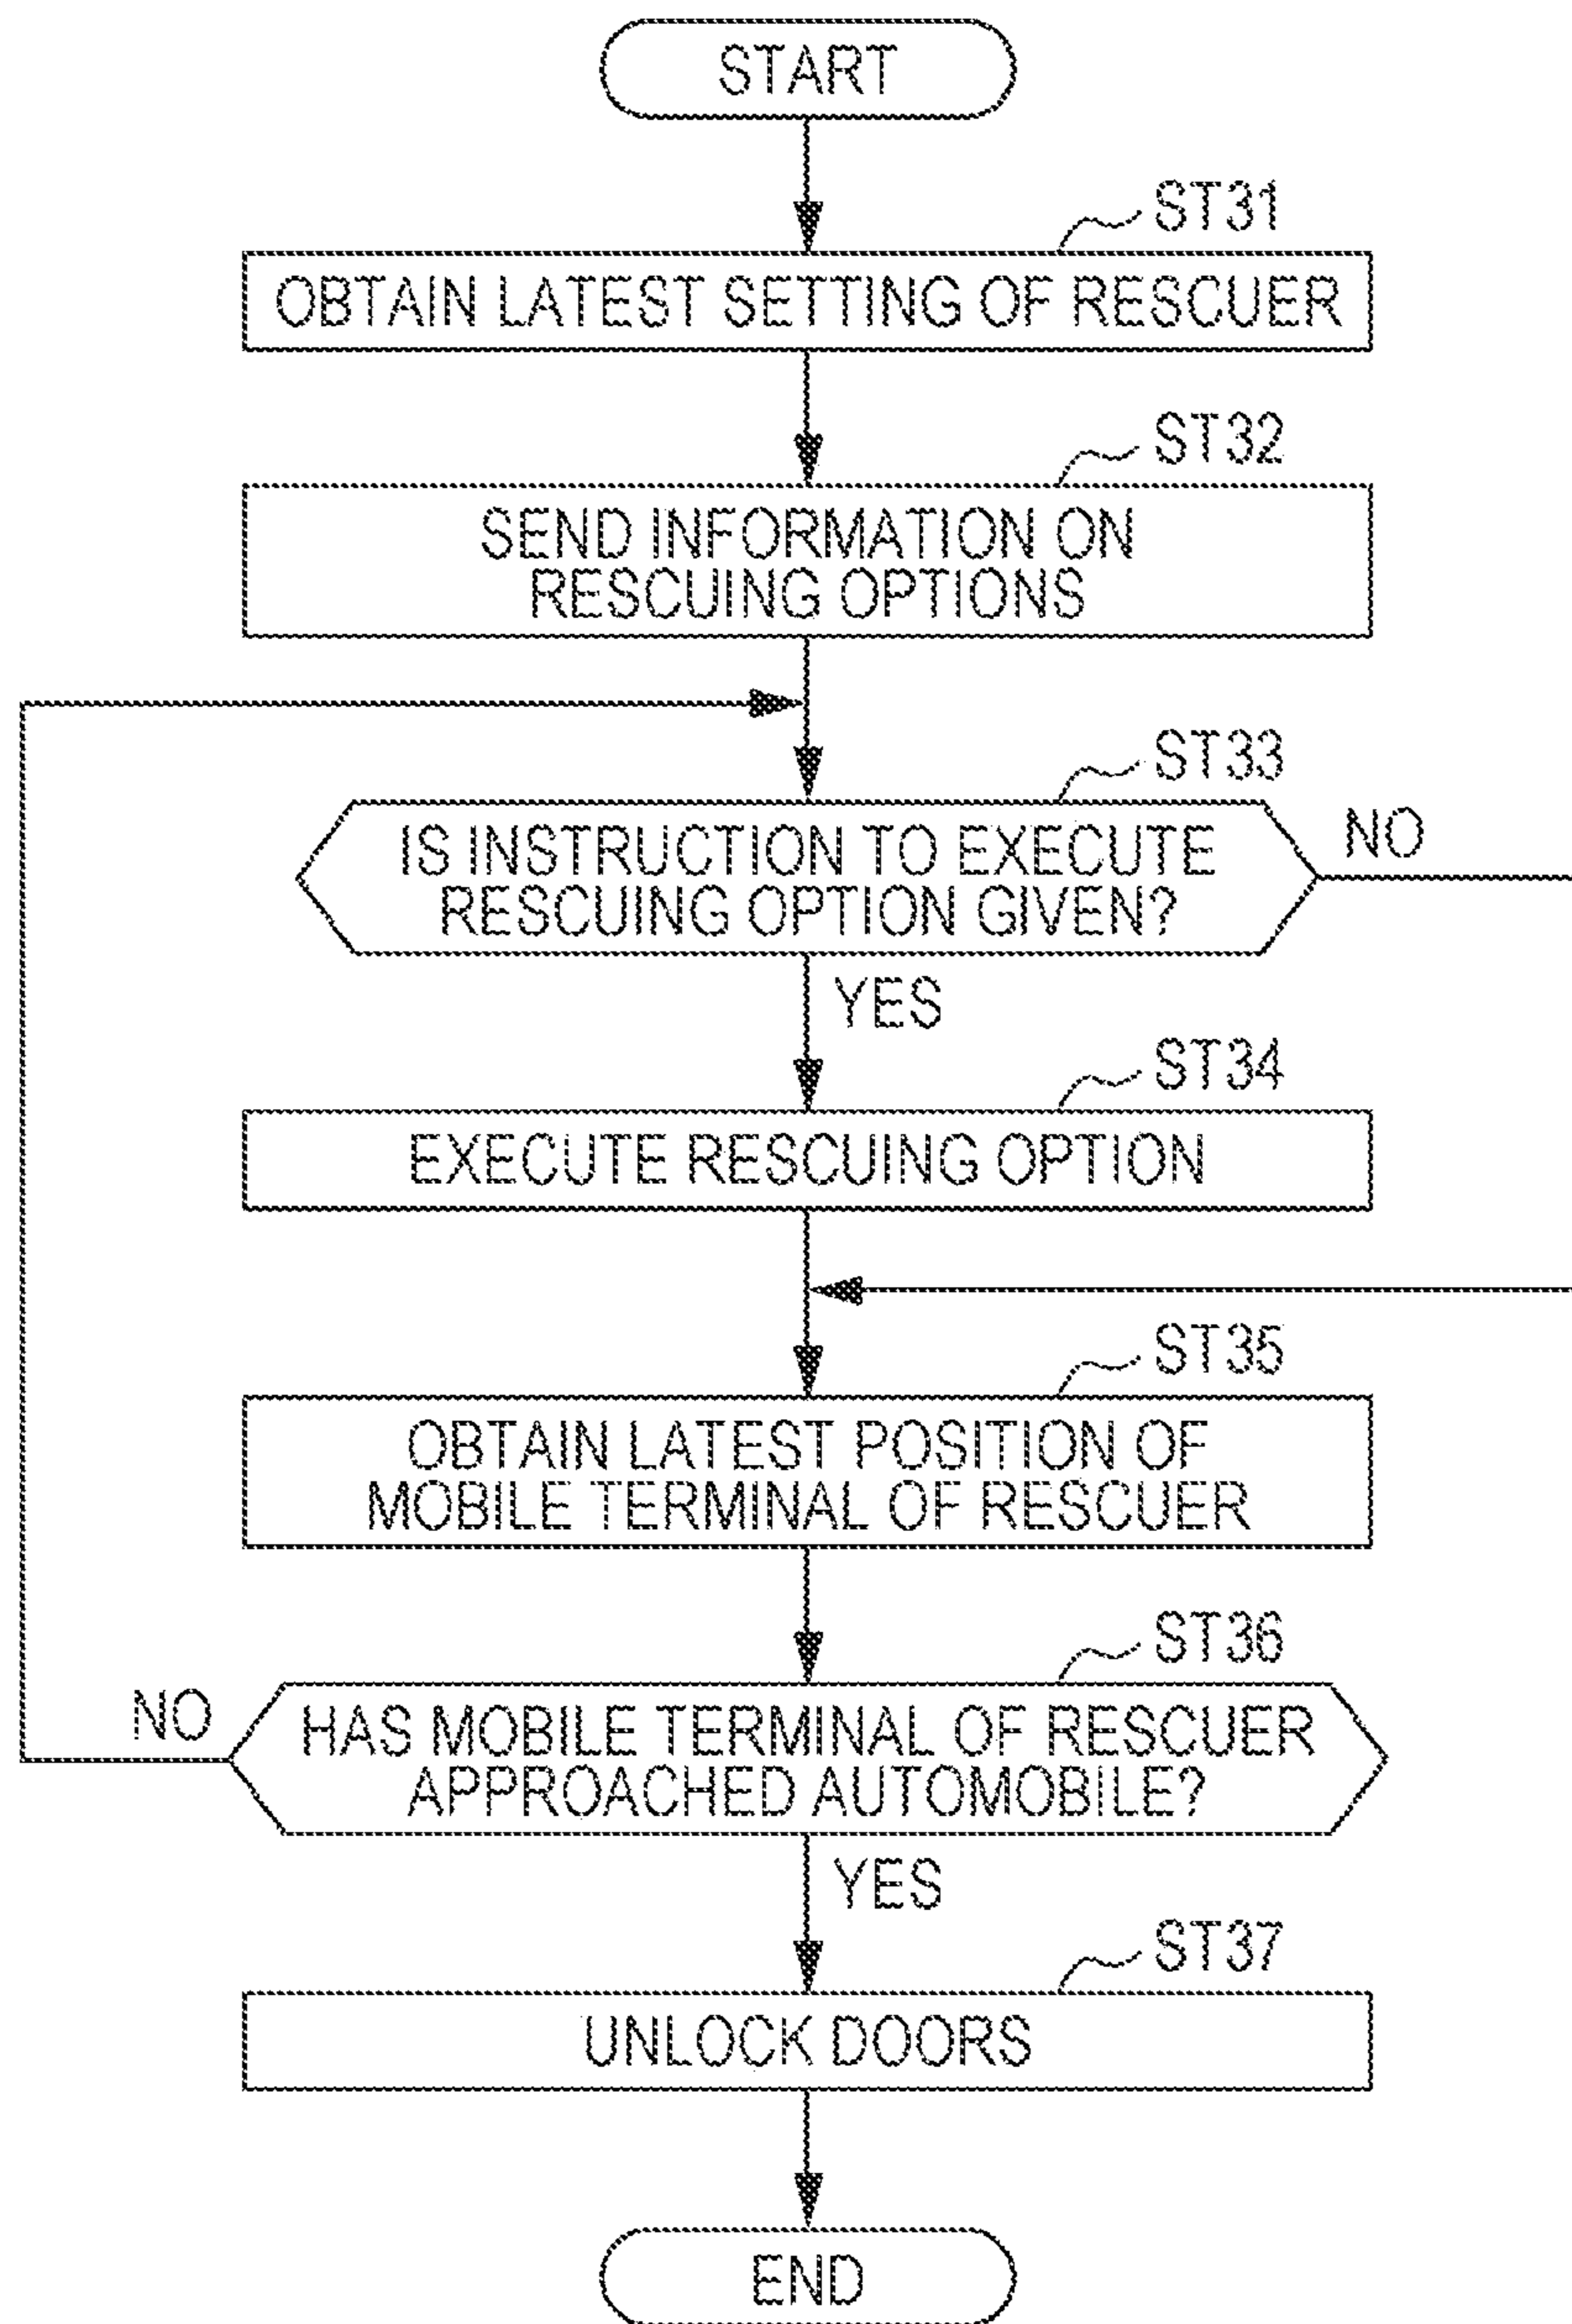 START
ST31
OBTAIN LATEST SETTING OF RESCUER
ST32
SEND INFORMATION ON
RESCUING OPTIONS
ST33
IS INSTRUCTION TO EXECUTE
RESCUING OPTION GIVEN?
NO
YES
ST34
EXECUTE RESCUING OPTION
ST35
OBTAIN LATEST POSITION OF
MOBILE TERMINAL OF RESCUER
ST36
NO
HAS MOBILE TERMINAL OF RESCUER
APPROACHED AUTOMOBILE?
YES
ST37
UNLOCK DOORS
END